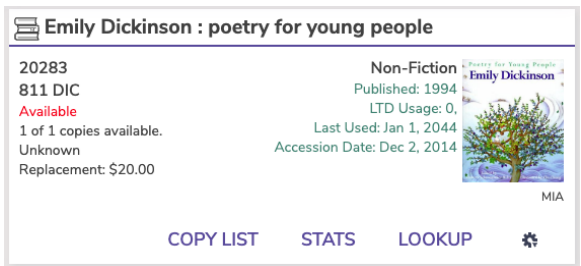 Emily Dickinson : poetry for young people
20283
811 DIC
Available
1 of 1 copies available.
Unknown
Replacement: $20.00
Non-Fiction
Published: 1994
LTD Usage: 0,
Last Used: Jan 1, 2044
Accession Date: Dec 2, 2014
Poetry for Young People
Emily Dickinson
MIA
COPY LIST STATS LOOKUP